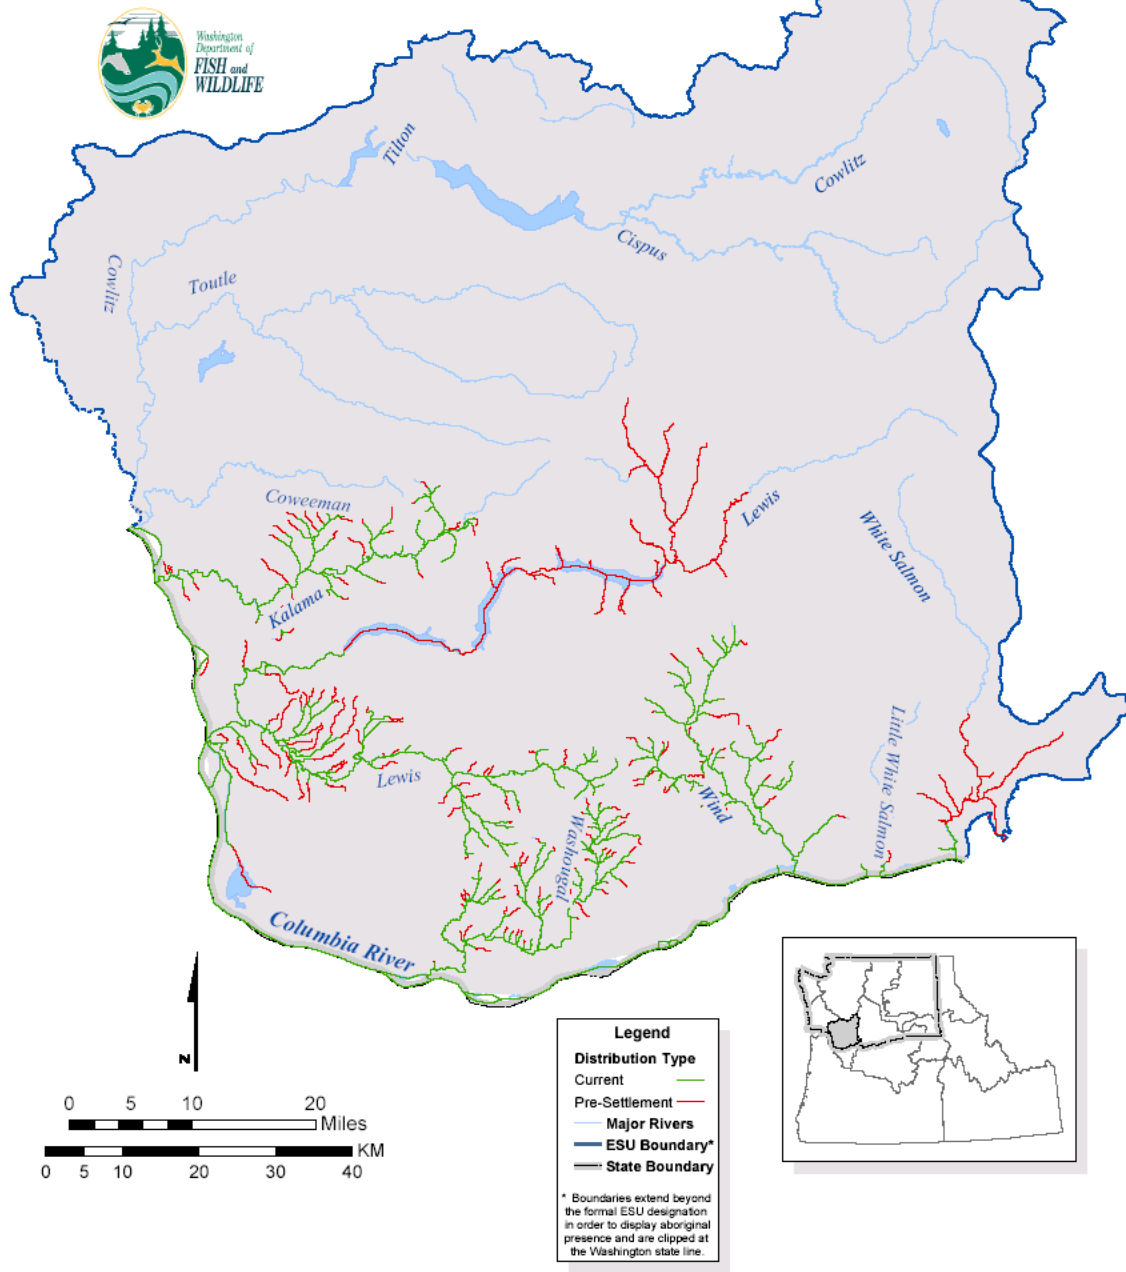 Washington
Department of
FISH and
WILDLIFE
Tilton
Cowlitz
Cispus
Cowlitz
Toutle
Coweeman
Lewis
White Salmon
Kalama
Lewis
Wind
Little White Salmon
Washougal
Columbia River
N
0 5 10 20
Miles
KM
0 5 10 20 30 40
Legend
Distribution Type
Current
Pre-Settlement
Major Rivers
ESU Boundary*
State Boundary
* Boundaries extend beyond
the formal ESU designation
in order to display aboriginal
presence and are clipped at
the Washington state line.